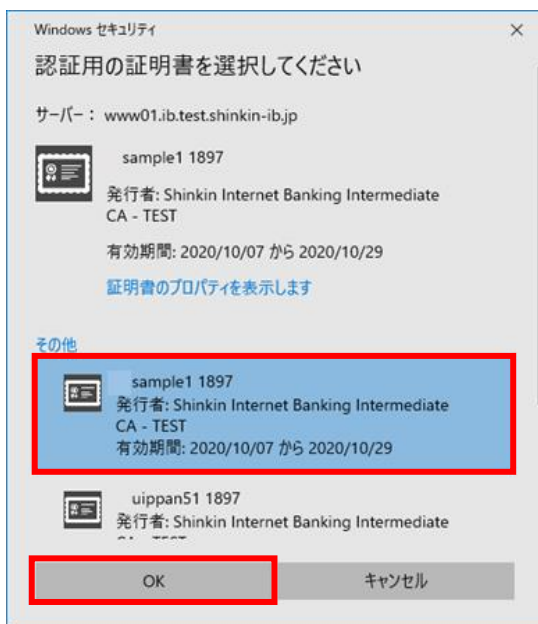 Windows セキュリティ
認証用の証明書を選択してください
サーバー： www01.ib.test.shinkin-ib.jp
sample1 1897
発行者: Shinkin Internet Banking Intermediate
CA - TEST
有効期間: 2020/10/07 から 2020/10/29
証明書のプロパティを表示します
その他
sample1 1897
発行者: Shinkin Internet Banking Intermediate
CA - TEST
有効期間: 2020/10/07 から 2020/10/29
uippan51 1897
発行者: Shinkin Internet Banking Intermediate
OK
キャンセル